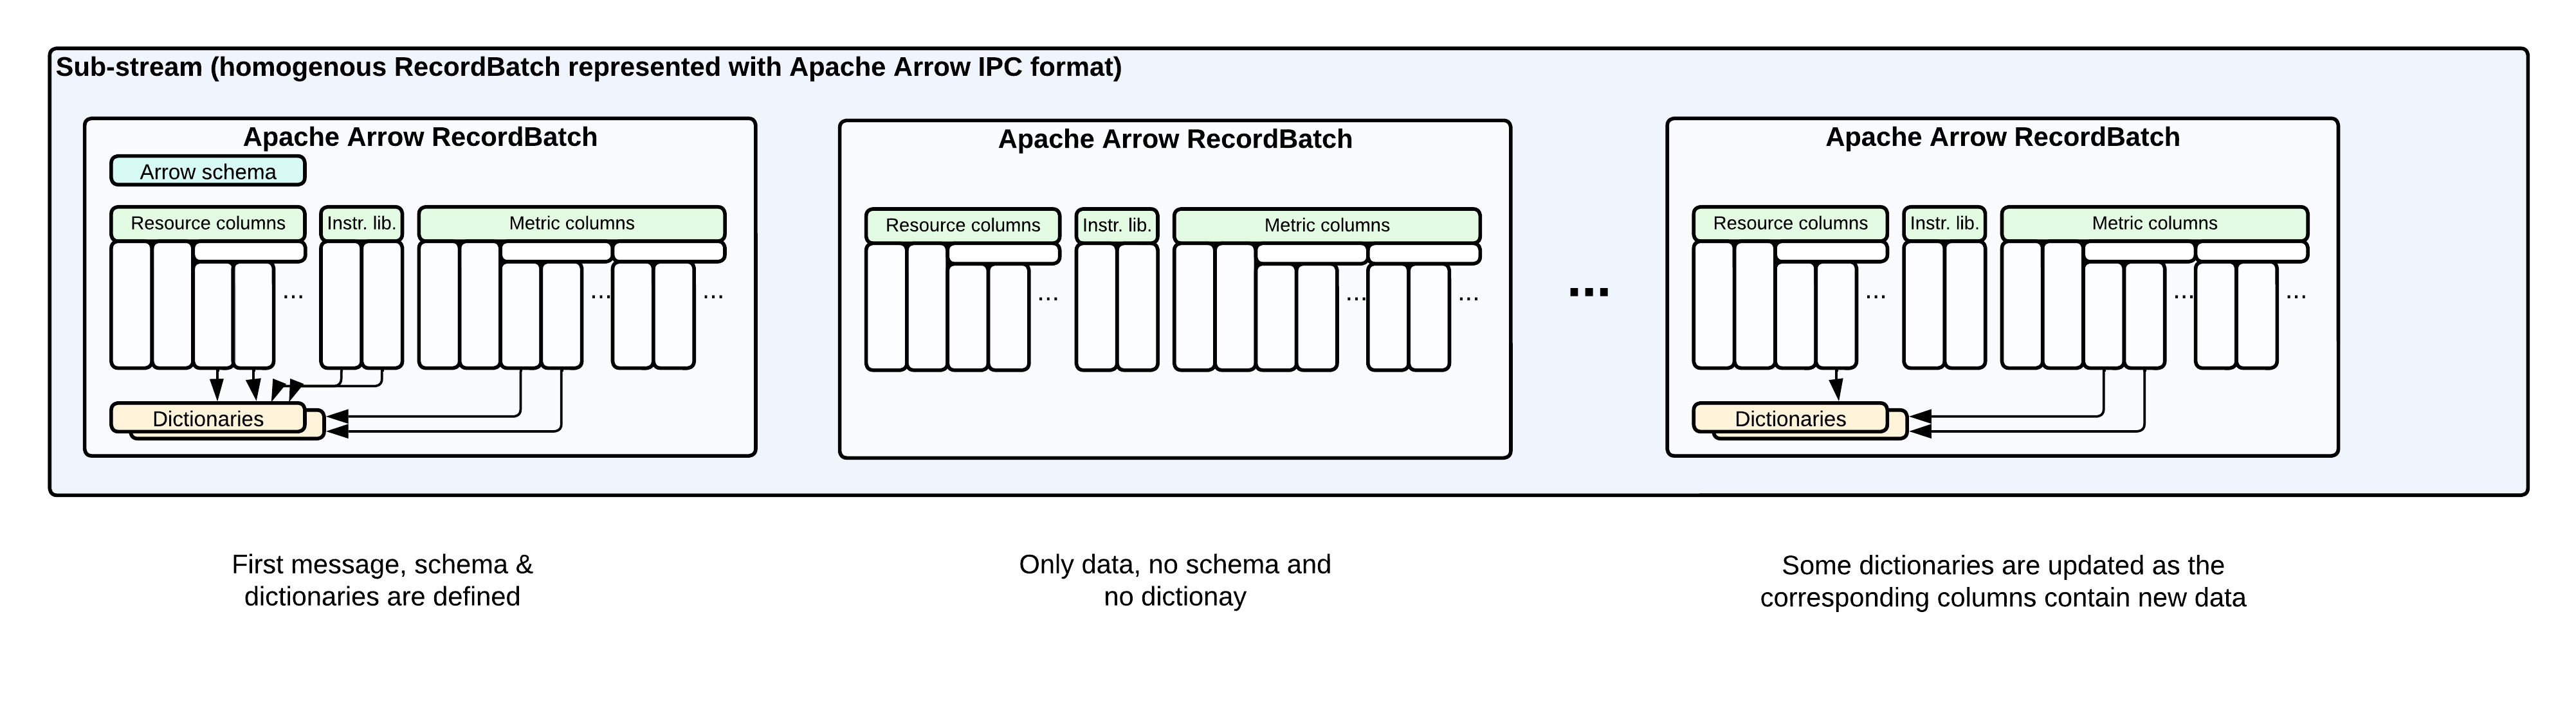 Sub-stream (homogenous RecordBatch represented with Apache Arrow IPC format)
Apache Arrow RecordBatch
Arrow schema
Resource columns
Instr. lib.
Metric columns
...
...
...
Dictionaries
Apache Arrow RecordBatch
Resource columns
Instr. lib.
Metric columns
...
...
...
...
Apache Arrow RecordBatch
Resource columns
Instr. lib.
Metric columns
...
...
...
Dictionaries
First message, schema &
dictionaries are defined
Only data, no schema and
no dictionay
Some dictionaries are updated as the
corresponding columns contain new data